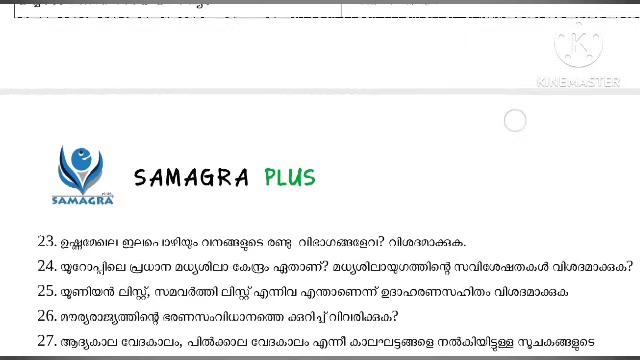 KINEMASTER
SAMAGRA PLUS
SAMAGRA
23. ഉഷ്ണമേഖല ഇലപൊഴിയും വനങ്ങളുടെ രണ്ടു വിഭാഗങ്ങളേവ? വിശദമാക്കുക.
24. യൂറോപ്പിലെ പ്രധാന മധ്യശിലാ കേന്ദ്രം ഏതാണ്? മധ്യശിലായുഗത്തിന്റെ സവിശേഷതകൾ വിശദമാക്കുക?
25. യൂണിയൻ ലിസ്റ്റ്, സമവർത്തി ലിസ്റ്റ് എന്നിവ എന്താണെന്ന് ഉദാഹരണസഹിതം വിശദമാക്കുക
26. മൗര്യരാജ്യത്തിന്റെ ഭരണസംവിധാനത്തെ ക്കുറിച്ച് വിവരിക്കുക?
27. ആദ്യകാല വേദകാലം, പിൽക്കാല വേദകാലം എന്നീ കാലഘട്ടങ്ങളെ നൽകിയിട്ടുള്ള സൂചകങ്ങളുടെ